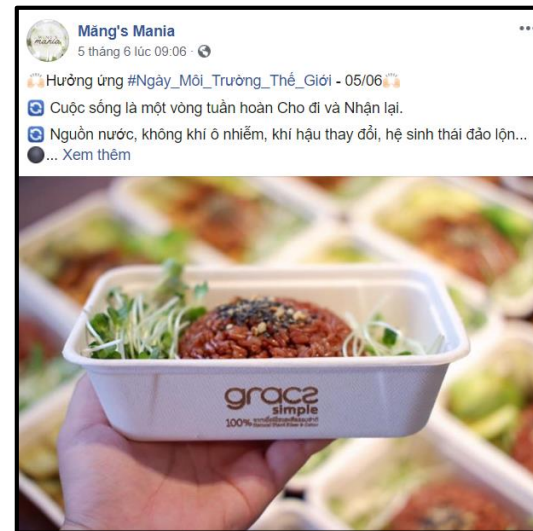 Măng's Mania
5 tháng 6 lúc 09:06 ·
Hưởng ứng #Ngày_Môi_Trường_Thế_Giới - 05/06
Cuộc sống là một vòng tuần hoàn Cho đi và Nhận lại.
Nguồn nước, không khí ô nhiễm, khí hậu thay đổi, hệ sinh thái đảo lộn...
... Xem thêm
gracz
simple
100%